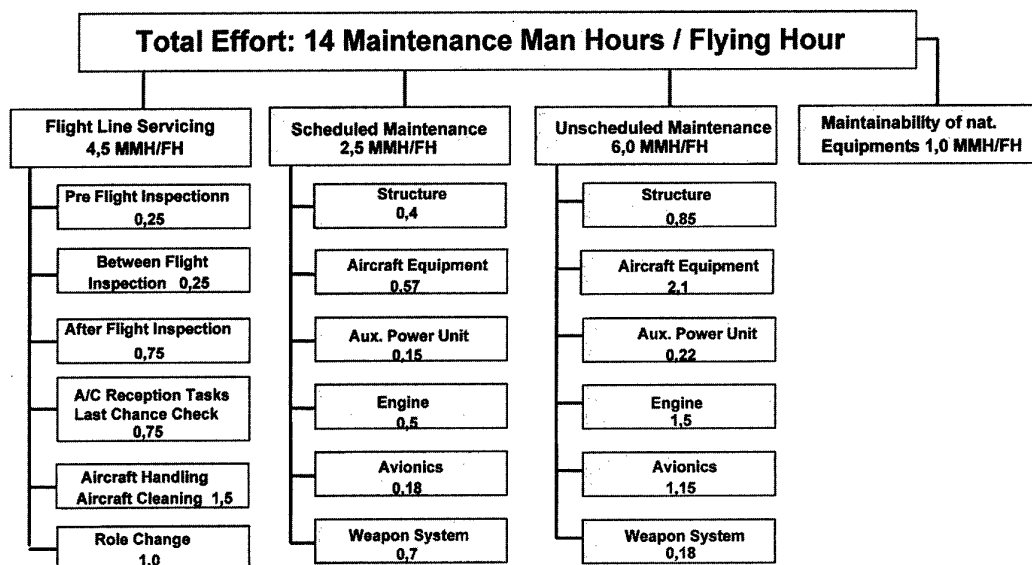 Total Effort: 14 Maintenance Man Hours / Flying Hour
Flight Line Servicing
4,5 MMH/FH
Pre Flight Inspectionn
0,25
Between Flight
Inspection 0,25
After Flight Inspection
0,75
A/C Reception Tasks
Last Chance Check
0,75
Aircraft Handling
Aircraft Cleaning 1,5
Role Change
1,0
Scheduled Maintenance
2,5 MMH/FH
Structure
0,4
Aircraft Equipment
0,57
Aux. Power Unit
0,15
Engine
0,5
Avionics
0,18
Weapon System
0,7
Unscheduled Maintenance
6,0 MMH/FH
Structure
0,85
Aircraft Equipment
2,1
Aux. Power Unit
0,22
Engine
1,5
Avionics
1,15
Weapon System
0,18
Maintainability of nat.
Equipments 1,0 MMH/FH